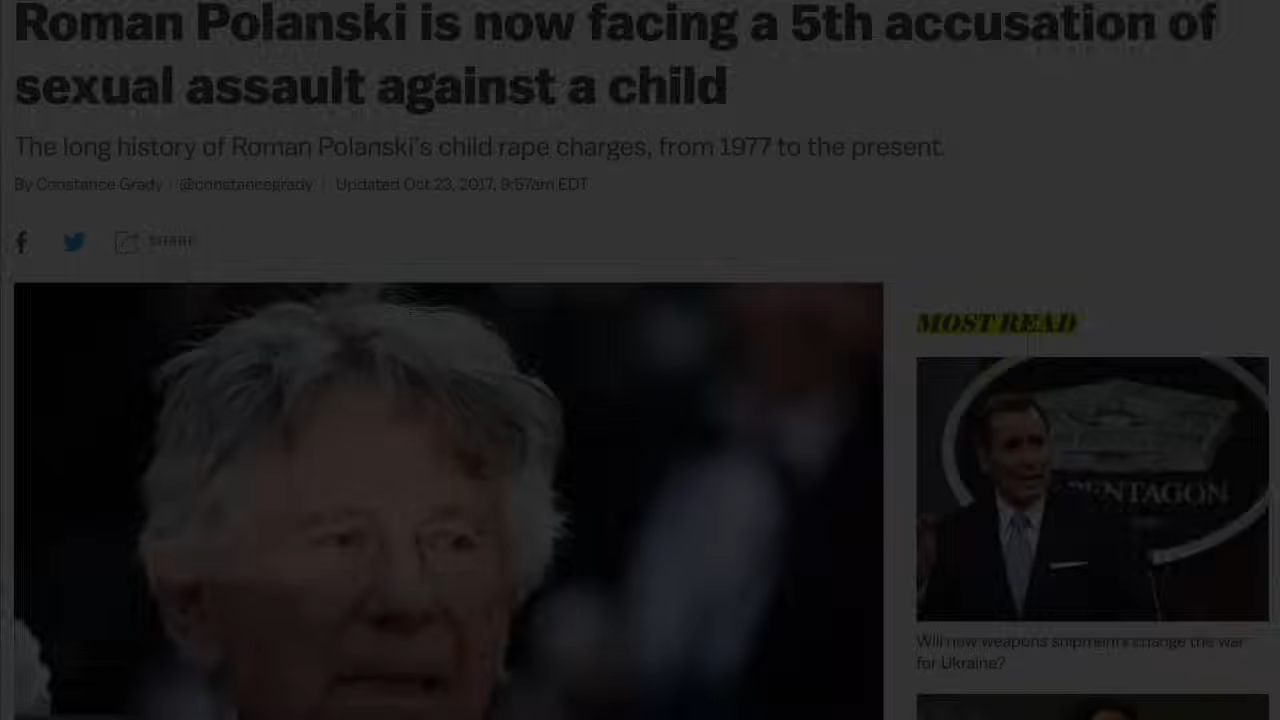 Roman Polanski is now facing a 5th accusation of
sexual assault against a child
The long history of Roman Polanski's child rape charges, from 1977 to the present.
By Constance Grady | @constancegrady | Updated Oct 23, 2017, 9:57am EDT
f
SHARE
MOST READ
PENTAGON
Will new weapons shipments change the war
for Ukraine?